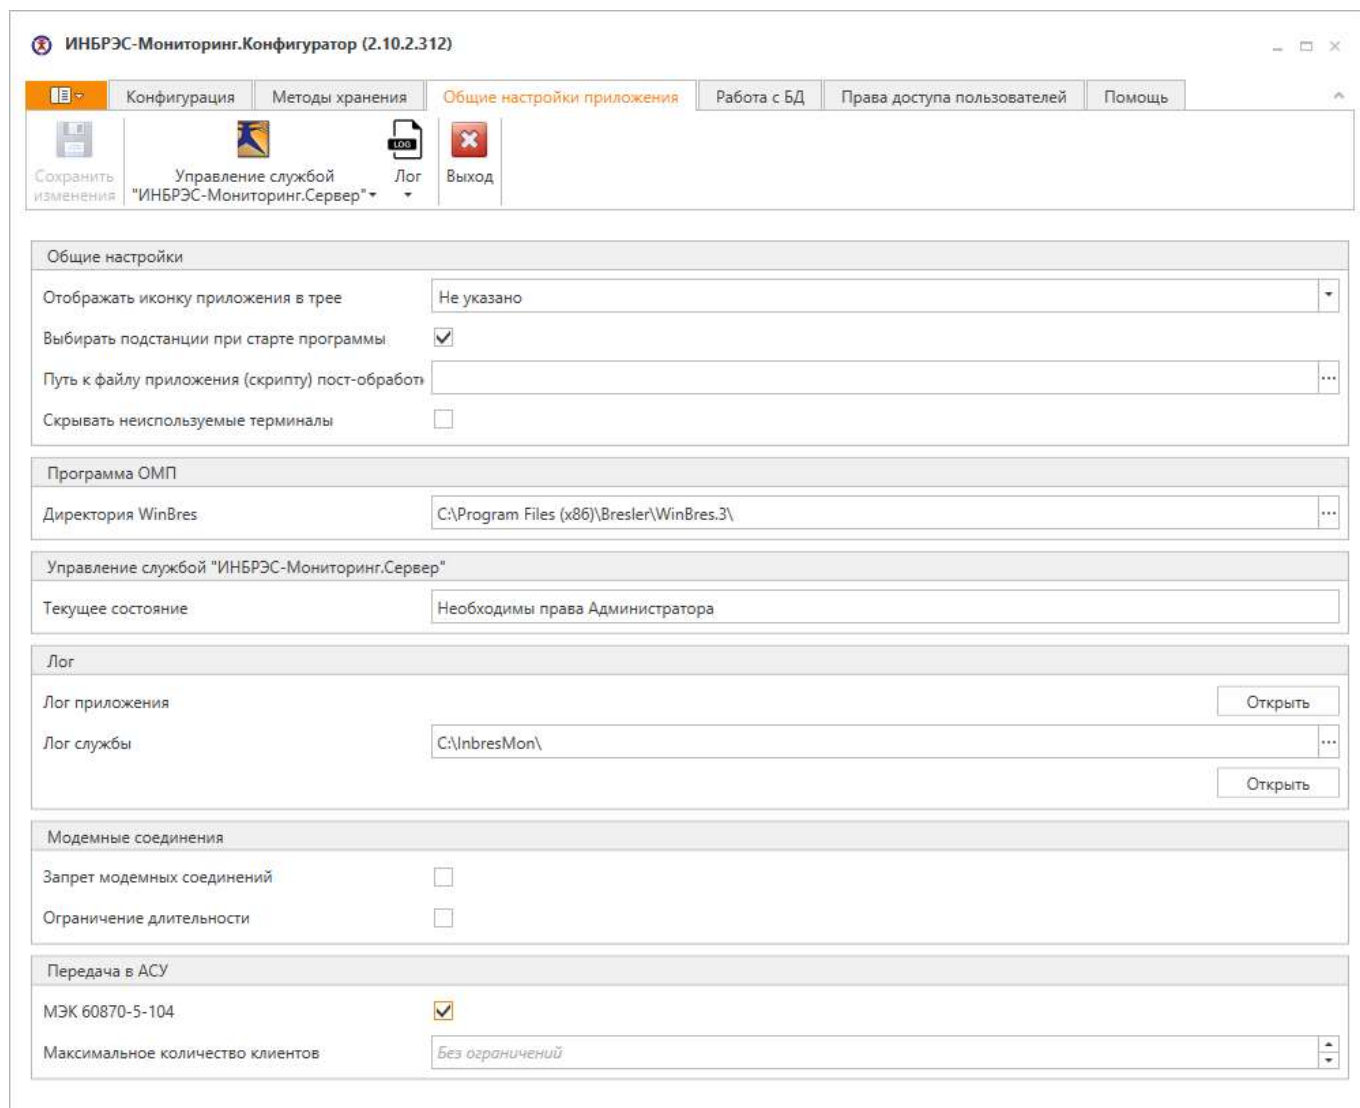 ИНБРЭС-Мониторинг.Конфигуратор (2.10.2.312)
Конфигурация Методы хранения Общие настройки приложения Работа с БД Права доступа пользователей Помощь
LOG
Сохранить изменения
Управление службой
"ИНБРЭС-Мониторинг.Сервер"
Лог
Выход
Общие настройки
Отображать иконку приложения в трее Не указано
Выбирать подстанции при старте программы
Путь к файлу приложения (скрипту) пост-обработк
Скрывать неиспользуемые терминалы
Программа ОМП
Директория WinBres C:\Program Files (x86)\Bresler\WinBres.3\
Управление службой "ИНБРЭС-Мониторинг.Сервер"
Текущее состояние Необходимы права Администратора
Лог
Лог приложения Открыть
Лог службы C:\InbresMon\
Открыть
Модемные соединения
Запрет модемных соединений
Ограничение длительности
Передача в АСУ
МЭК 60870-5-104
Максимальное количество клиентов Без ограничений